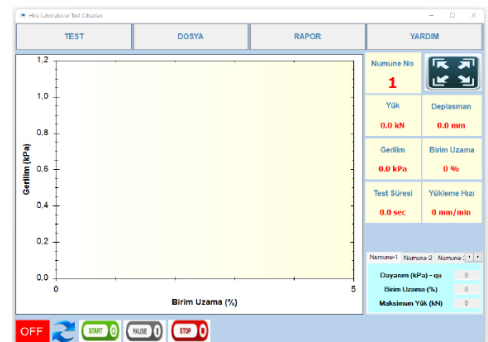 Hira Laboratuvar Test Cihazları
TEST DOSYA RAPOR YARDIM
Numune No
1
Yük Deplasman
0.0 kN 0.0 mm
Gerilim Birim Uzama
0.0 kPa 0 %
Test Süresi Yükleme Hızı
0.0 sec 0 mm/min
Numune-1 Numune-2 Numune-
Dayanım (kPa) - qu 0
Birim Uzama (%) 0
Maksimum Yük (kN) 0
Gerilim (kPa)
1,2
1,0
0,8
0,6
0,4
0,2
0,0
0 5
Birim Uzama (%)
OFF START PAUSE STOP